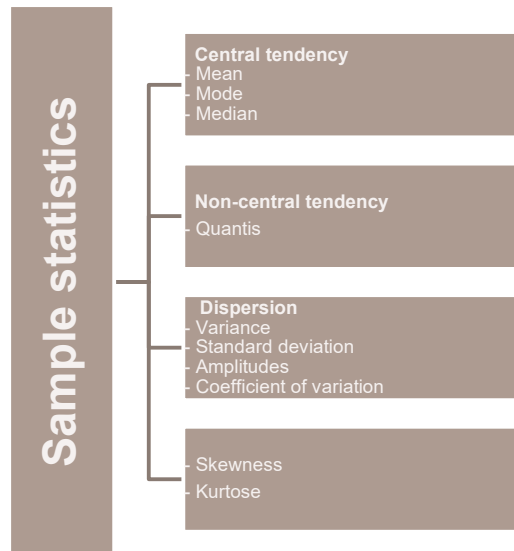 Sample statistics
Central tendency
- Mean
- Mode
- Median
Non-central tendency
- Quantis
Dispersion
- Variance
- Standard deviation
- Amplitudes
- Coefficient of variation
- Skewness
- Kurtose